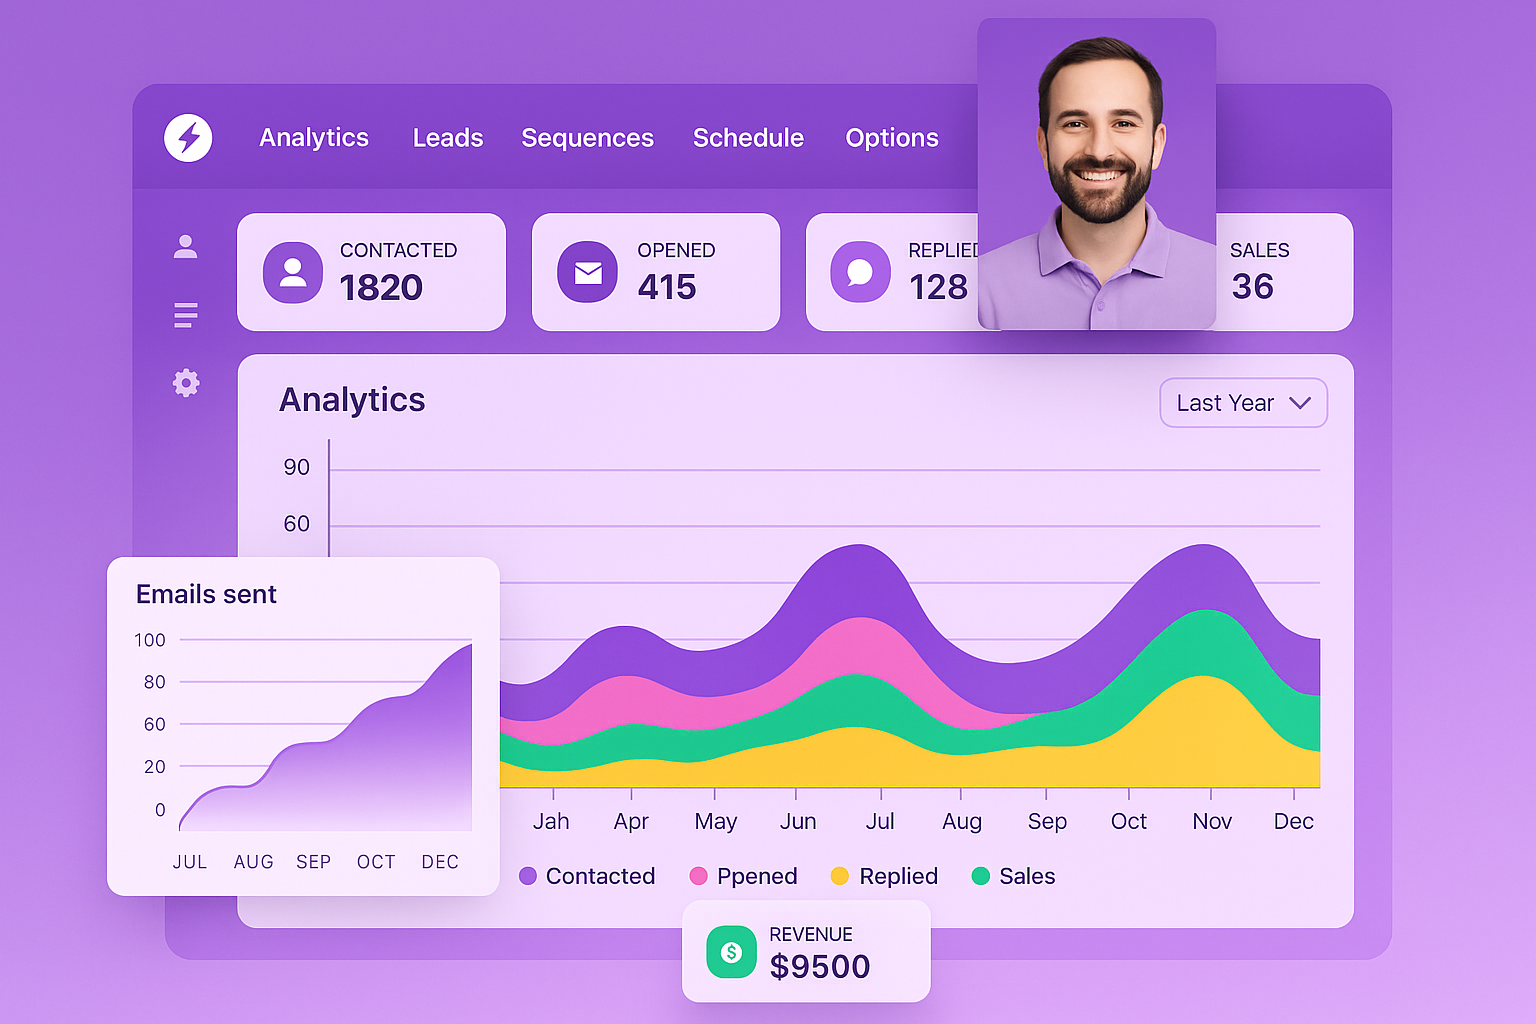 Analytics Leads Sequences Schedule Options
CONTACTED
1820
OPENED
415
REPLIED
128
SALES
36
Analytics
Last Year
90
60
Emails sent
100
80
60
20
0
JUL AUG SEP OCT DEC
Jah Apr May Jun Jul Aug Sep Oct Nov Dec
Contacted Ppened Replied Sales
REVENUE
$9500